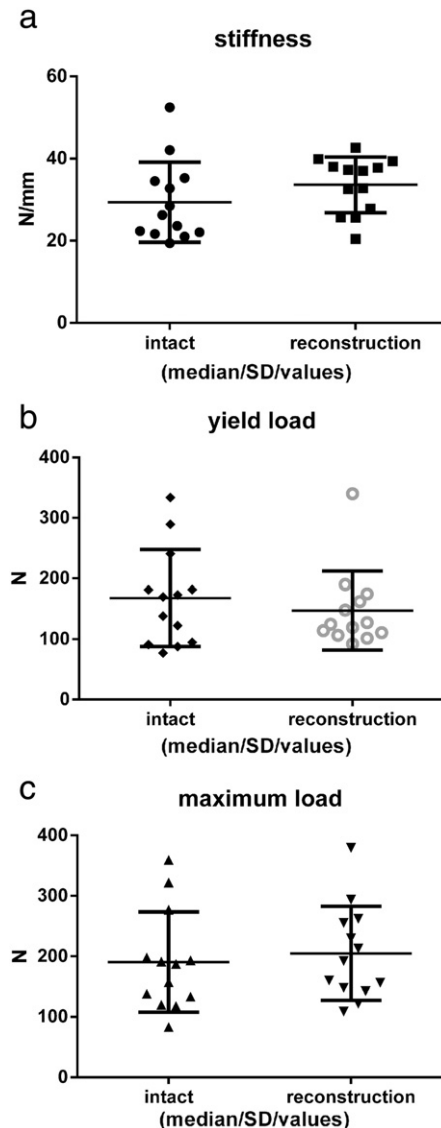 a
stiffness
60
40
20
0
N/mm
intact reconstruction
(median/SD/values)
b
yield load
400
300
200
100
0
N
intact reconstruction
(median/SD/values)
c
maximum load
400
300
200
100
0
N
intact reconstruction
(median/SD/values)